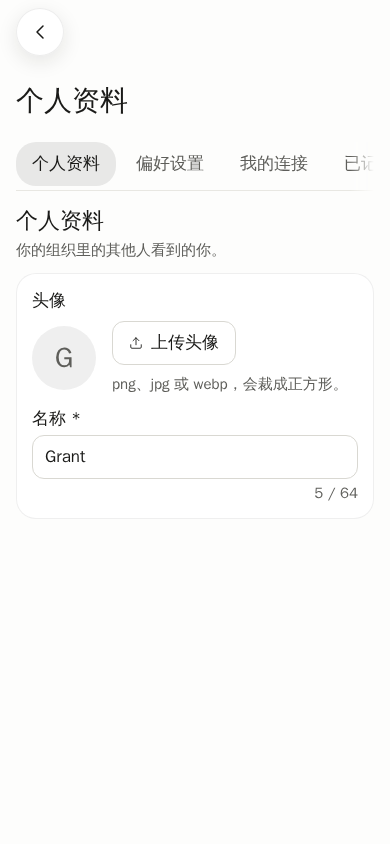 个人资料
个人资料 偏好设置 我的连接 已
个人资料
你的组织里的其他人看到的你。
头像
G
上传头像
png、jpg 或 webp，会裁成正方形。
名称 *
Grant
5 / 64